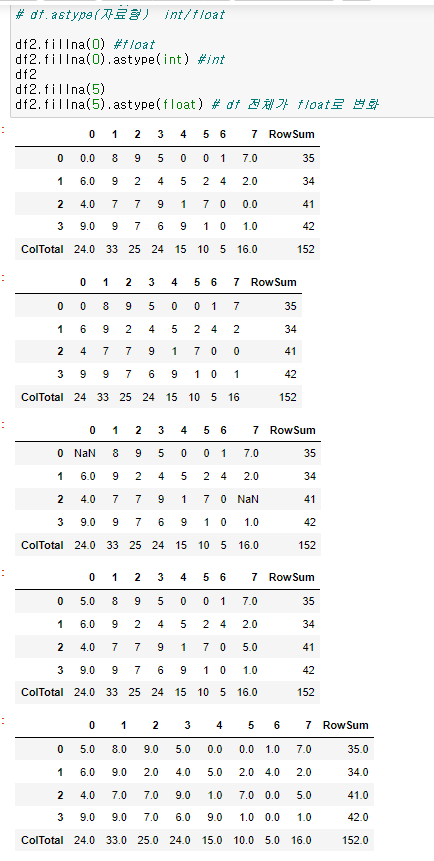 # df.astype(자료형) int/float
df2.fillna(0) #float
df2.fillna(0).astype(int) #int
df2
df2.fillna(5)
df2.fillna(5).astype(float) # df 전체가 float로 변화
:
0 1 2 3 4 5 6 7 RowSum
0 0.0 8 9 5 0 0 1 7.0 35
1 6.0 9 2 4 5 2 4 2.0 34
2 4.0 7 7 9 1 7 0 0.0 41
3 9.0 9 7 6 9 1 0 1.0 42
ColTotal 24.0 33 25 24 15 10 5 16.0 152
:
0 1 2 3 4 5 6 7 RowSum
0 0 8 9 5 0 0 1 7 35
1 6 9 2 4 5 2 4 2 34
2 4 7 7 9 1 7 0 0 41
3 9 9 7 6 9 1 0 1 42
ColTotal 24 33 25 24 15 10 5 16 152
:
0 1 2 3 4 5 6 7 RowSum
0 NaN 8 9 5 0 0 1 7.0 35
1 6.0 9 2 4 5 2 4 2.0 34
2 4.0 7 7 9 1 7 0 NaN 41
3 9.0 9 7 6 9 1 0 1.0 42
ColTotal 24.0 33 25 24 15 10 5 16.0 152
:
0 1 2 3 4 5 6 7 RowSum
0 5.0 8 9 5 0 0 1 7.0 35
1 6.0 9 2 4 5 2 4 2.0 34
2 4.0 7 7 9 1 7 0 5.0 41
3 9.0 9 7 6 9 1 0 1.0 42
ColTotal 24.0 33 25 24 15 10 5 16.0 152
:
0 1 2 3 4 5 6 7 RowSum
0 5.0 8.0 9.0 5.0 0.0 0.0 1.0 7.0 35.0
1 6.0 9.0 2.0 4.0 5.0 2.0 4.0 2.0 34.0
2 4.0 7.0 7.0 9.0 1.0 7.0 0.0 5.0 41.0
3 9.0 9.0 7.0 6.0 9.0 1.0 0.0 1.0 42.0
ColTotal 24.0 33.0 25.0 24.0 15.0 10.0 5.0 16.0 152.0